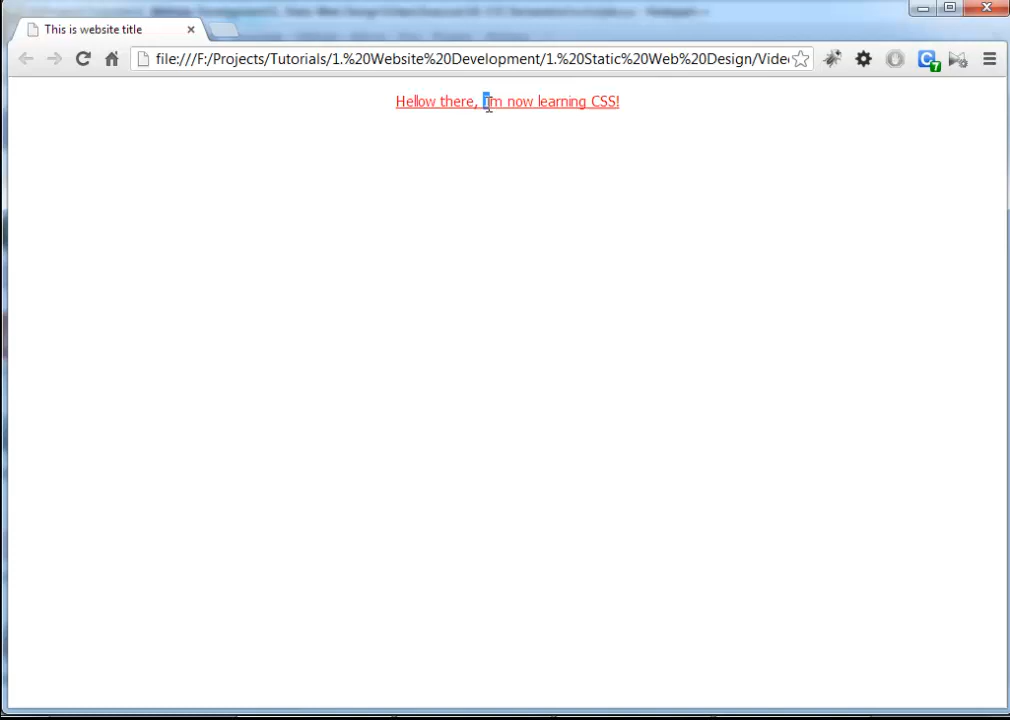 This is website title
file:///F:/Projects/Tutorials/1.%20Website%20Development/1.%20Static%20Web%20Design/Vide
7
Hellow there, I'm now learning CSS!